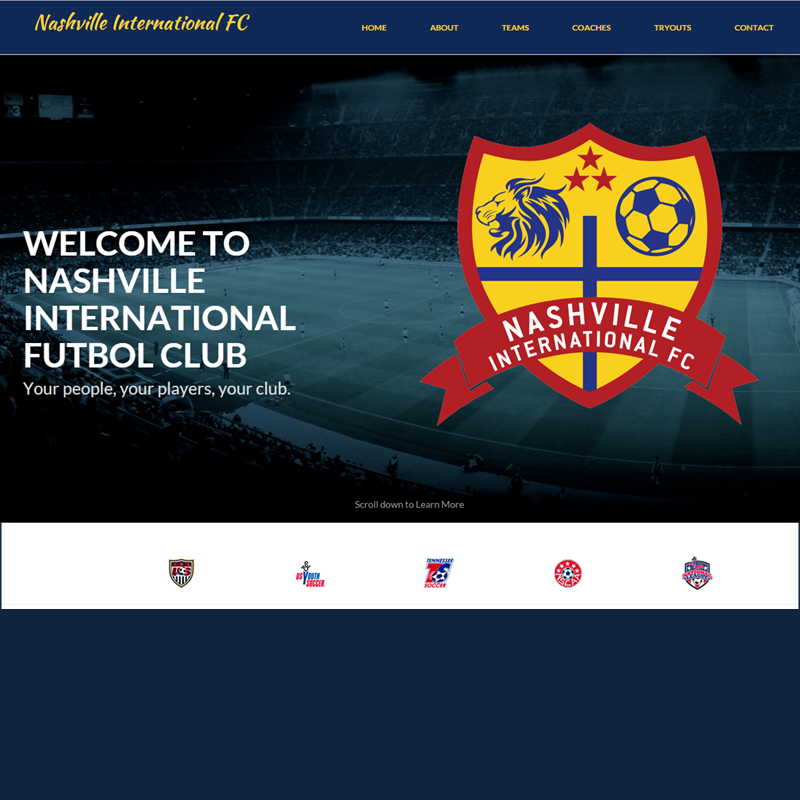 Nashville International FC
HOME
ABOUT
TEAMS
COACHES
TRYOUTS
CONTACT
WELCOME TO
NASHVILLE
INTERNATIONAL
FUTBOL CLUB
Your people, your players, your club.
NASHVILLE
INTERNATIONAL FC
Scroll down to Learn More
US YOUTH
SOCCER
TENNESSEE
SOCCER